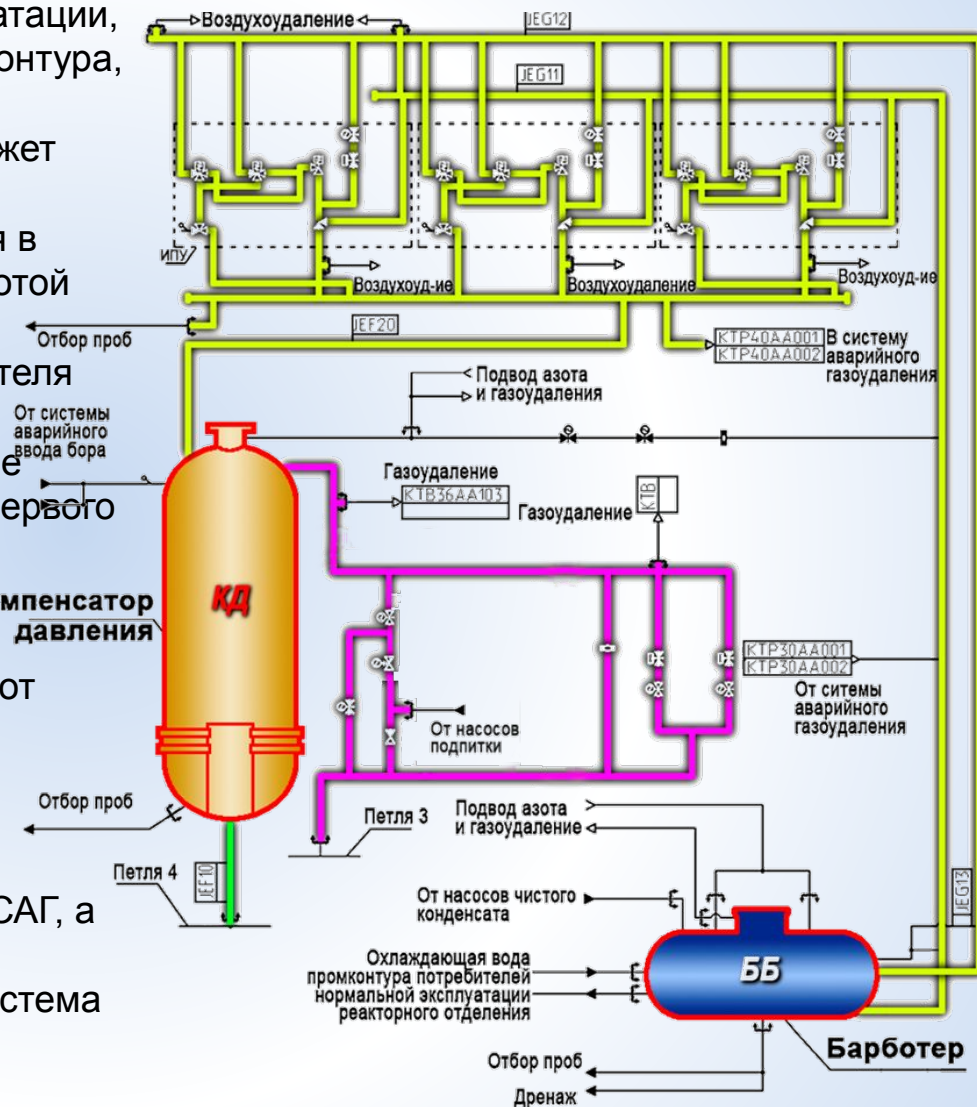 атации,
онтура,
жет
я в
отой
теля
е
ервого
от
САГ, а
истема
Воздухоудаление
JEG12
JEG11
ИПУ
Воздухоуд-ие
Воздухоудаление
Воздухоуд-ие
Отбор проб
JEF20
KTP40AA001
KTP40AA002
В систему
аварийного
газоудаления
Подвод азота
и газоудаления
От системы
аварийного
ввода бора
Газоудаление
KTB36AA103
Газоудаление
KTB
КД
мпенсатор
давления
KTP30AA001
KTP30AA002
От ситемы
аварийного
газоудаления
От насосов
подпитки
Отбор проб
Петля 3
Петля 4
JEF10
Подвод азота
и газоудаление
От насосов чистого
конденсата
JEG13
Охлаждающая вода
промконтура потребителей
нормальной эксплуатации
реакторного отделения
ББ
Барботер
Отбор проб
Дренаж